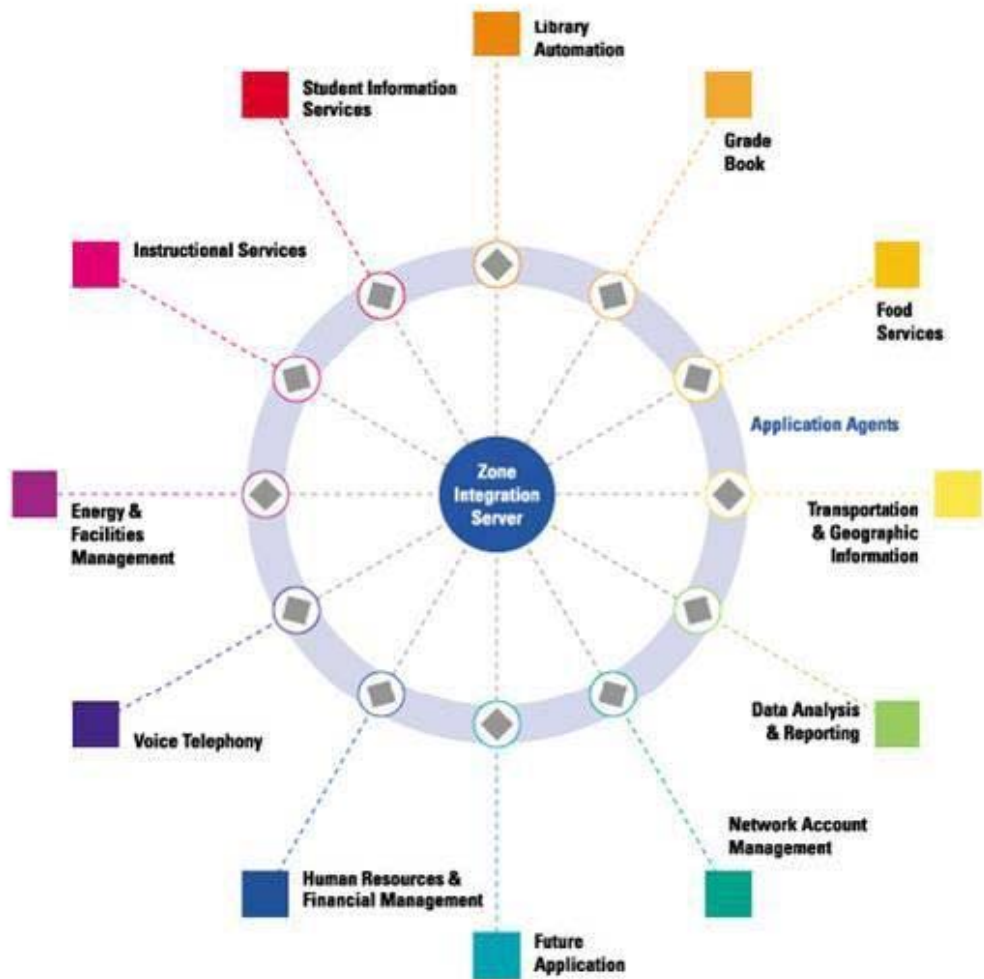 Library
Automation
Student Information
Services
Grade
Book
Instructional Services
Food
Services
Application Agents
Zone
Integration
Server
Energy &
Facilities
Management
Transportation
& Geographic
Information
Voice Telephony
Data Analysis
& Reporting
Network Account
Management
Human Resources &
Financial Management
Future
Application